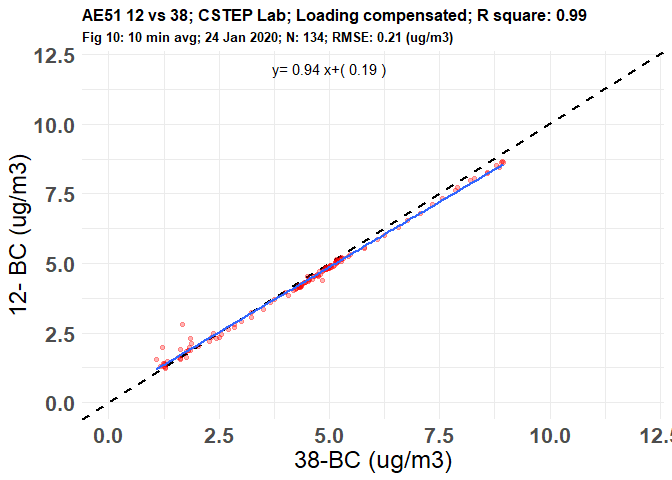 AE51 12 vs 38; CSTEP Lab; Loading compensated; R square: 0.99
Fig 10: 10 min avg; 24 Jan 2020; N: 134; RMSE: 0.21 (ug/m3)
y= 0.94 x+( 0.19 )
12.5
10.0
7.5
5.0
2.5
0.0
12- BC (ug/m3)
0.0 2.5 5.0 7.5 10.0 12.5
38-BC (ug/m3)